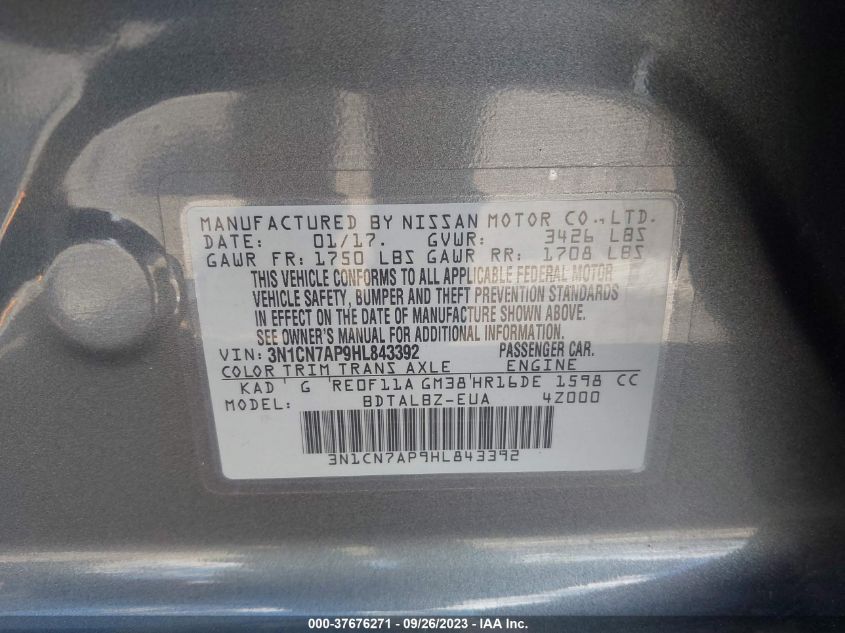 MANUFACTURED BY NISSAN MOTOR CO.,LTD.
DATE: 01/17. GVWR: 3426 LBS
GAWR FR: 1750 LBS GAWR RR: 1708 LBS
THIS VEHICLE CONFORMS TO ALL APPLICABLE FEDERAL MOTOR
VEHICLE SAFETY, BUMPER AND THEFT PREVENTION STANDARDS
IN EFFECT ON THE DATE OF MANUFACTURE SHOWN ABOVE.
SEE OWNER'S MANUAL FOR ADDITIONAL INFORMATION.
VIN: 3N1CN7AP9HL843392 PASSENGER CAR.
COLOR TRIM TRANS AXLE ENGINE
KAD G RE0F11A GM38 HR16DE 1598 CC
MODEL: BDTALBZ-EUA 4Z000
3N1CN7AP9HL843392
000-37676271 - 09/26/2023 - IAA Inc.